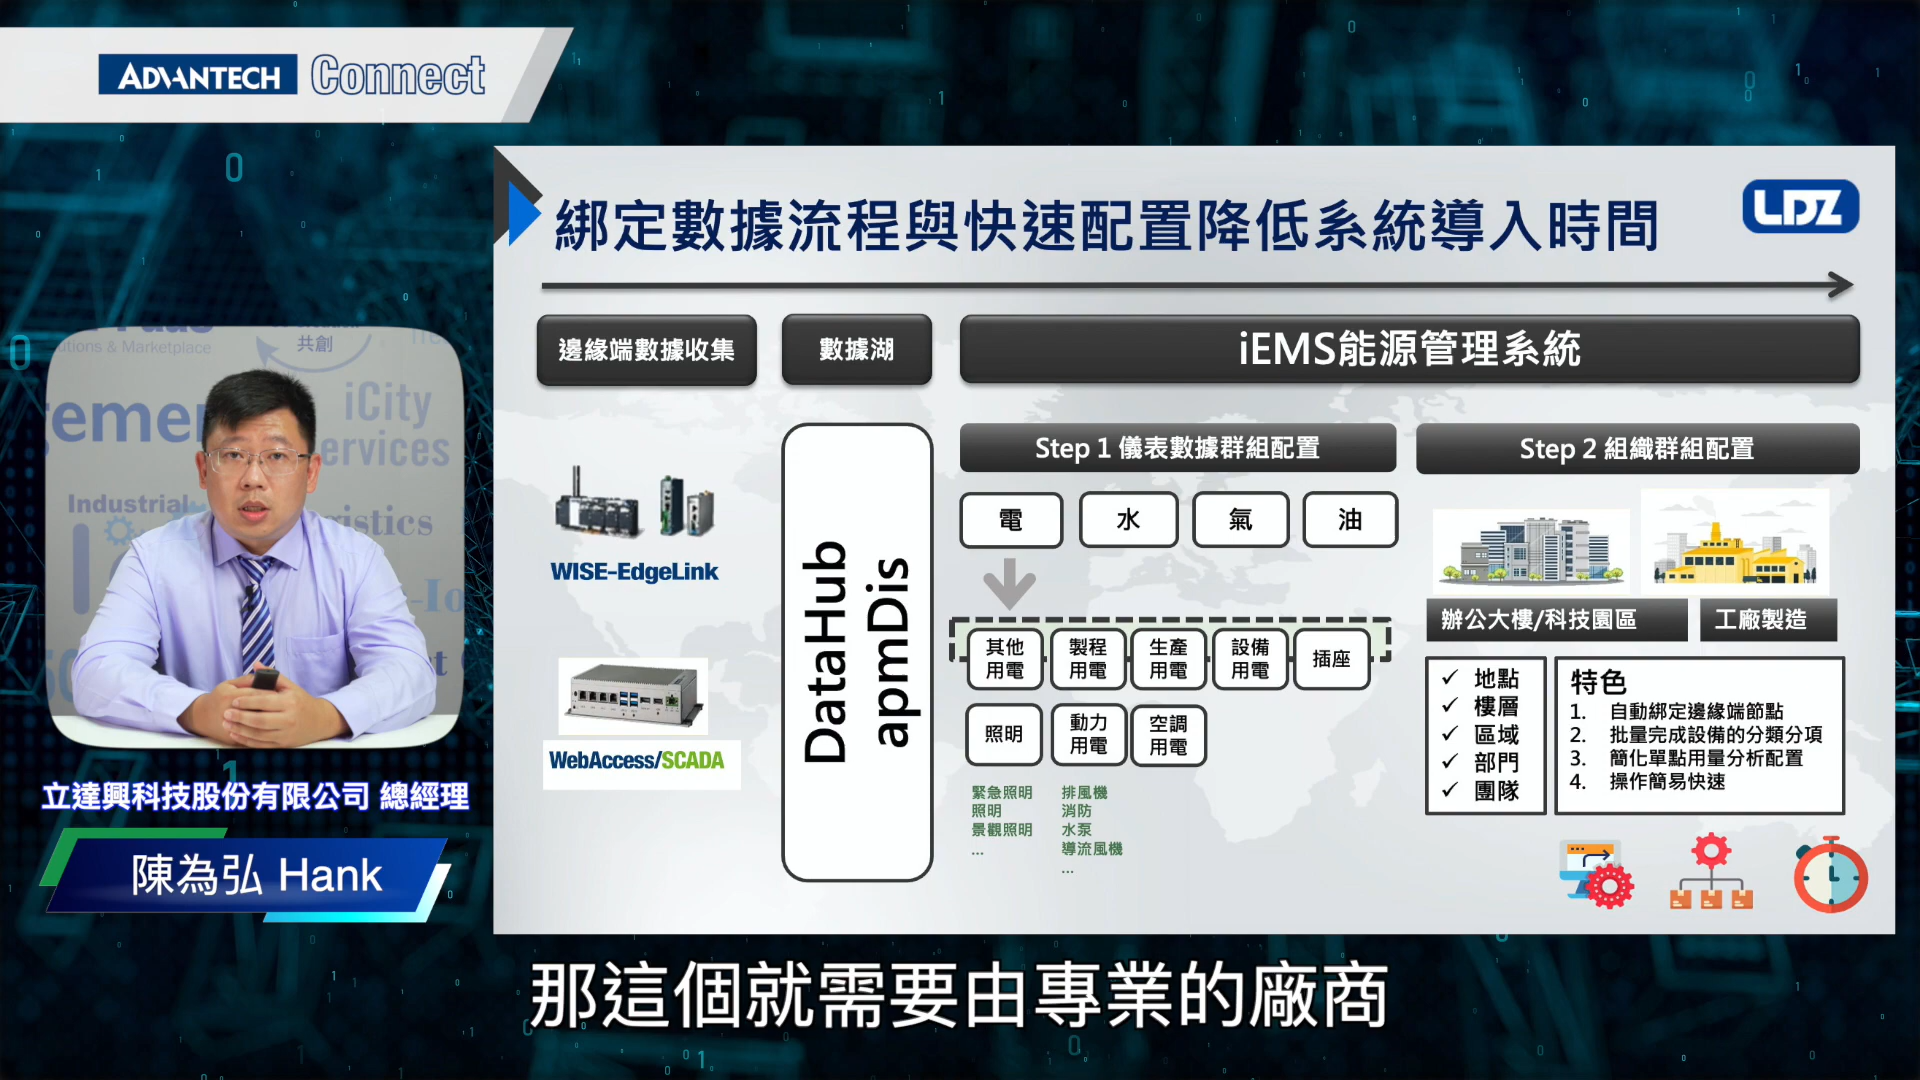 ADVANTECH Connect
綁定數據流程與快速配置降低系統導入時間
LDZ
邊緣端數據收集
數據湖
iEMS能源管理系統
WISE-EdgeLink
WebAccess/SCADA
DataHub
apmDis
Step 1 儀表數據群組配置
電
水
氣
油
其他
用電
製程
用電
生產
用電
設備
用電
插座
照明
動力
用電
空調
用電
緊急照明
照明
景觀照明
...
排風機
消防
水泵
導流風機
...
Step 2 組織群組配置
辦公大樓/科技園區
工廠製造
✓ 地點
✓ 樓層
✓ 區域
✓ 部門
✓ 團隊
特色
1. 自動綁定邊緣端節點
2. 批量完成設備的分類分項
3. 簡化單點用量分析配置
4. 操作簡易快速
utions & Marketplace
共創
iCity
ervices
Industrial
istics
立達興科技股份有限公司 總經理
陳為弘 Hank
那這個就需要由專業的廠商